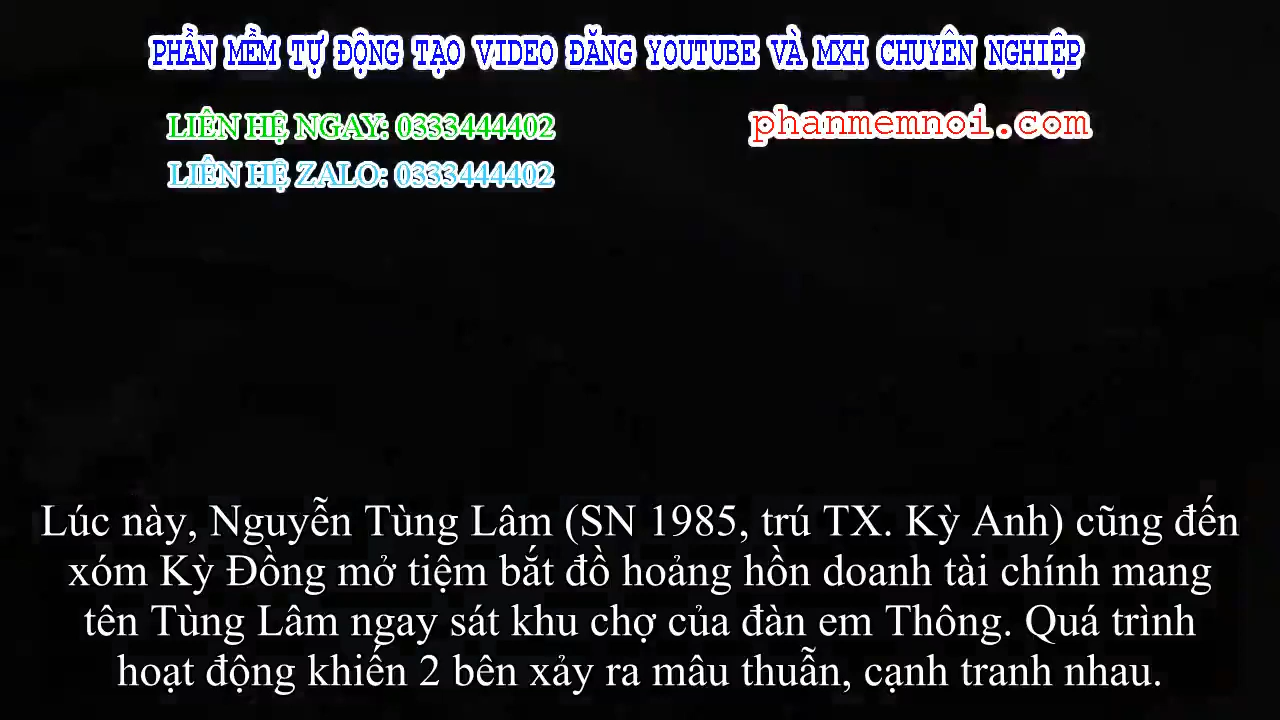 PHẦN MỀM TỰ ĐỘNG TẠO VIDEO ĐĂNG YOUTUBE VÀ MXH CHUYÊN NGHIỆP
LIÊN HỆ NGAY: 0333444402
phanmemnoi.com
LIÊN HỆ ZALO: 0333444402
Lúc này, Nguyễn Tùng Lâm (SN 1985, trú TX. Kỳ Anh) cũng đến
xóm Kỳ Đồng mở tiệm bắt đồ hoảng hồn doanh tài chính mang
tên Tùng Lâm ngay sát khu chợ của đàn em Thông. Quá trình
hoạt động khiến 2 bên xảy ra mâu thuẫn, cạnh tranh nhau.